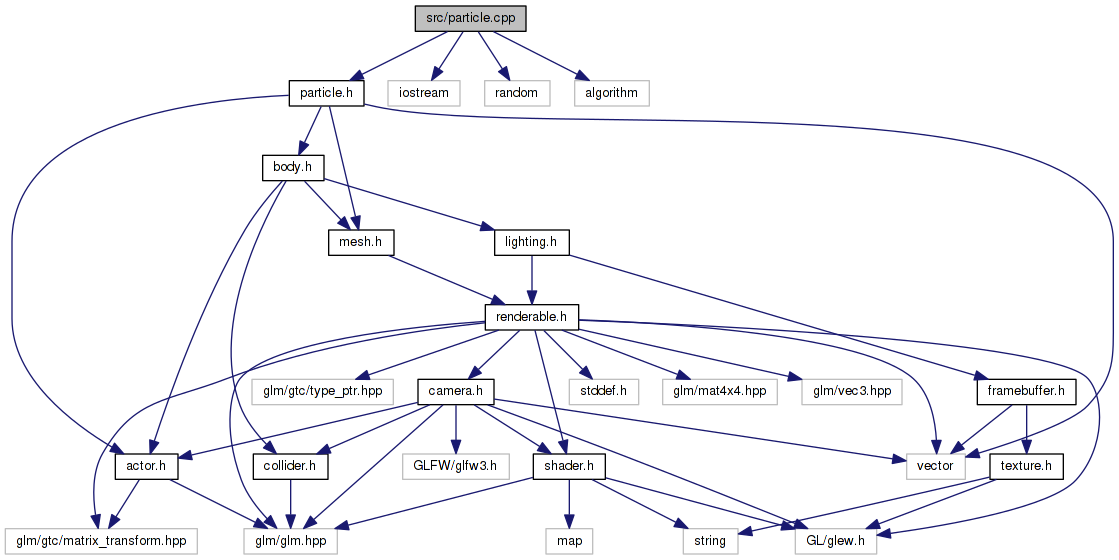 src/particle.cpp
particle.h
iostream
random
algorithm
body.h
mesh.h
lighting.h
renderable.h
glm/gtc/type_ptr.hpp
camera.h
stddef.h
glm/mat4x4.hpp
glm/vec3.hpp
framebuffer.h
actor.h
collider.h
GLFW/glfw3.h
shader.h
vector
texture.h
glm/gtc/matrix_transform.hpp
glm/glm.hpp
map
string
GL/glew.h